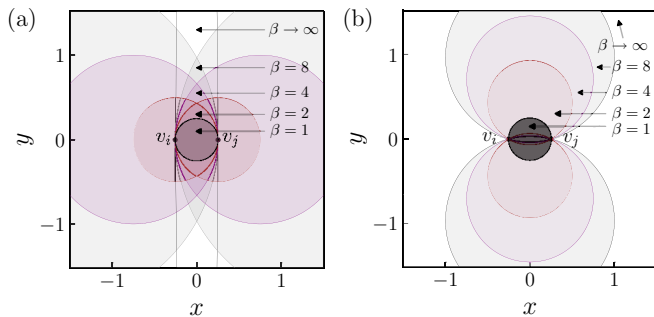 (a)
1
0
−1
y
−1
0
1
x
β → ∞
β = 8
β = 4
β = 2
β = 1
v_i
v_j
(b)
1
0
−1
y
−1
0
1
x
β → ∞
β = 8
β = 4
β = 2
β = 1
v_i
v_j